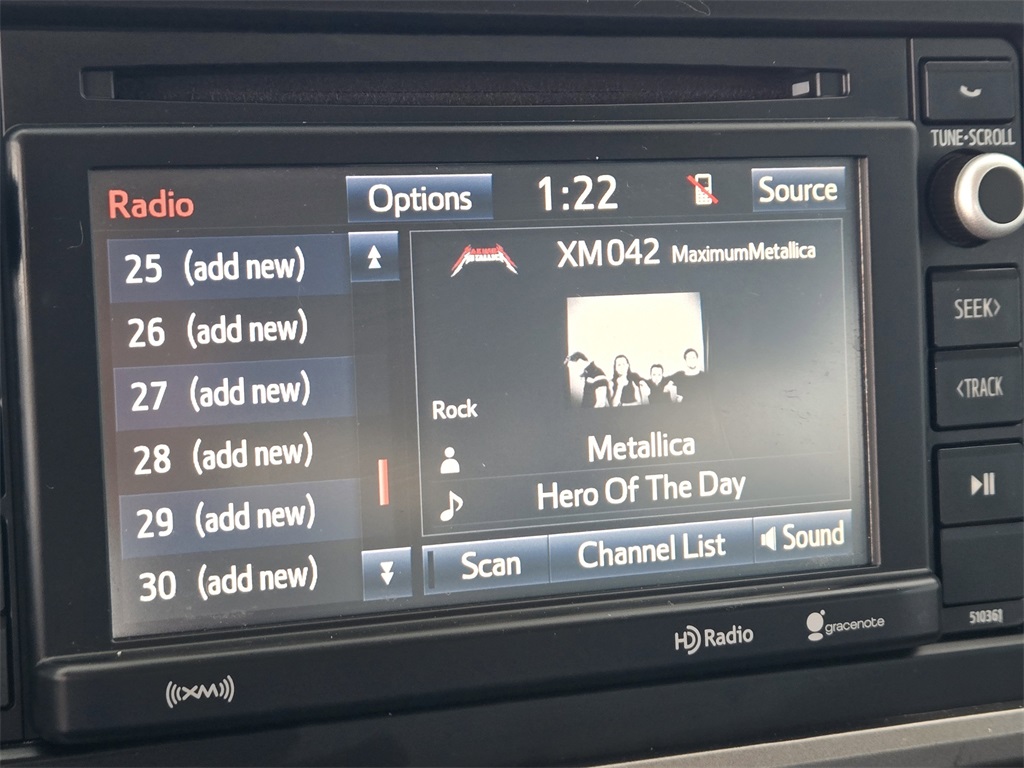 TUNE•SCROLL
Radio
Options
1:22
Source
25 (add new)
26 (add new)
27 (add new)
28 (add new)
29 (add new)
30 (add new)
METALLICA
XM042 MaximumMetallica
Rock
Metallica
Hero Of The Day
Scan
Channel List
Sound
SEEK>
<TRACK
510361
HD Radio
gracenote
((XM))